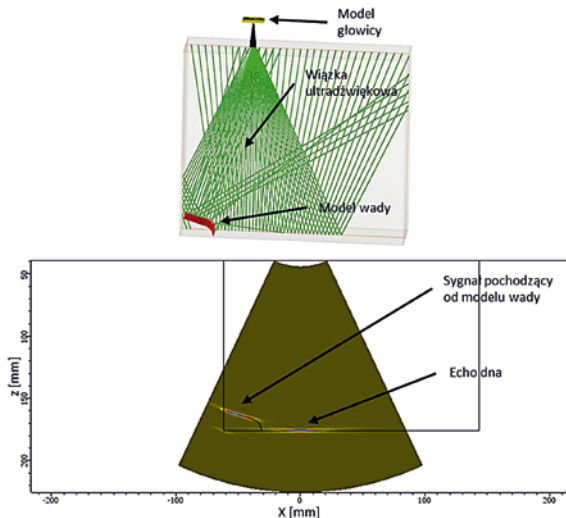 Model
głowicy
Wiązka
ultradźwiękowa
Model wady
50
100
150
200
z [mm]
Sygnał pochodzący
od modelu wady
Echo dna
-200
-100
0
100
200
X [mm]